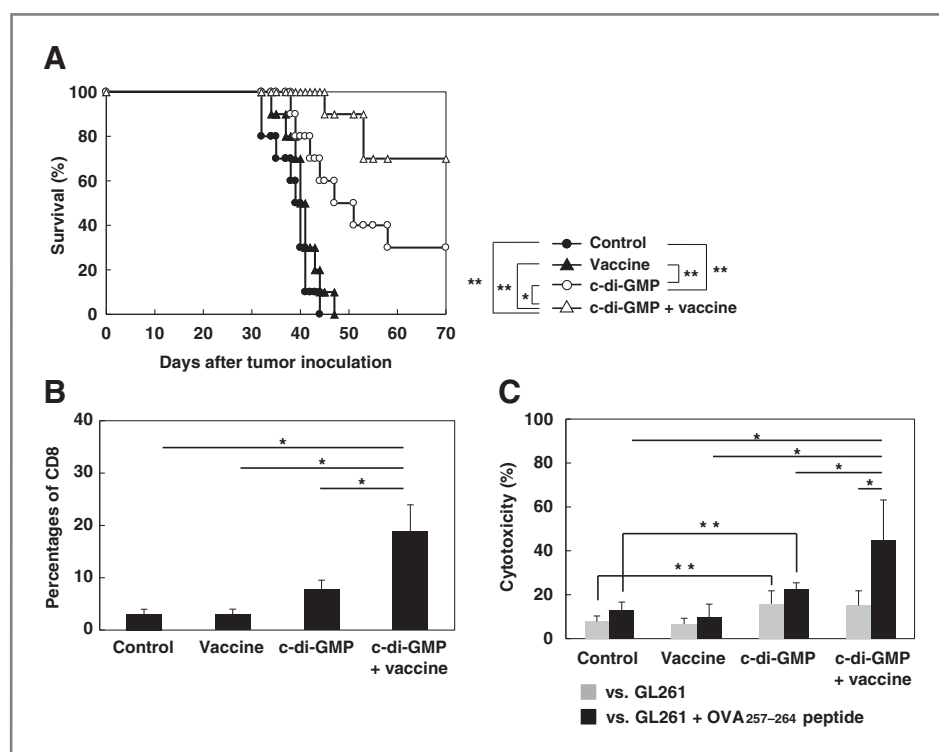 A
100
80
60
40
20
0
Survival (%)
0 10 20 30 40 50 60 70
Days after tumor inoculation
Control
Vaccine
c-di-GMP
c-di-GMP + vaccine
** ** * ** **
B
40
30
20
10
0
Percentages of CD8
*
*
*
Control Vaccine c-di-GMP c-di-GMP
+ vaccine
C
100
80
60
40
20
0
Cytotoxicity (%)
*
*
*
*
* *
* *
Control Vaccine c-di-GMP c-di-GMP
+ vaccine
vs. GL261
vs. GL261 + OVA257–264 peptide